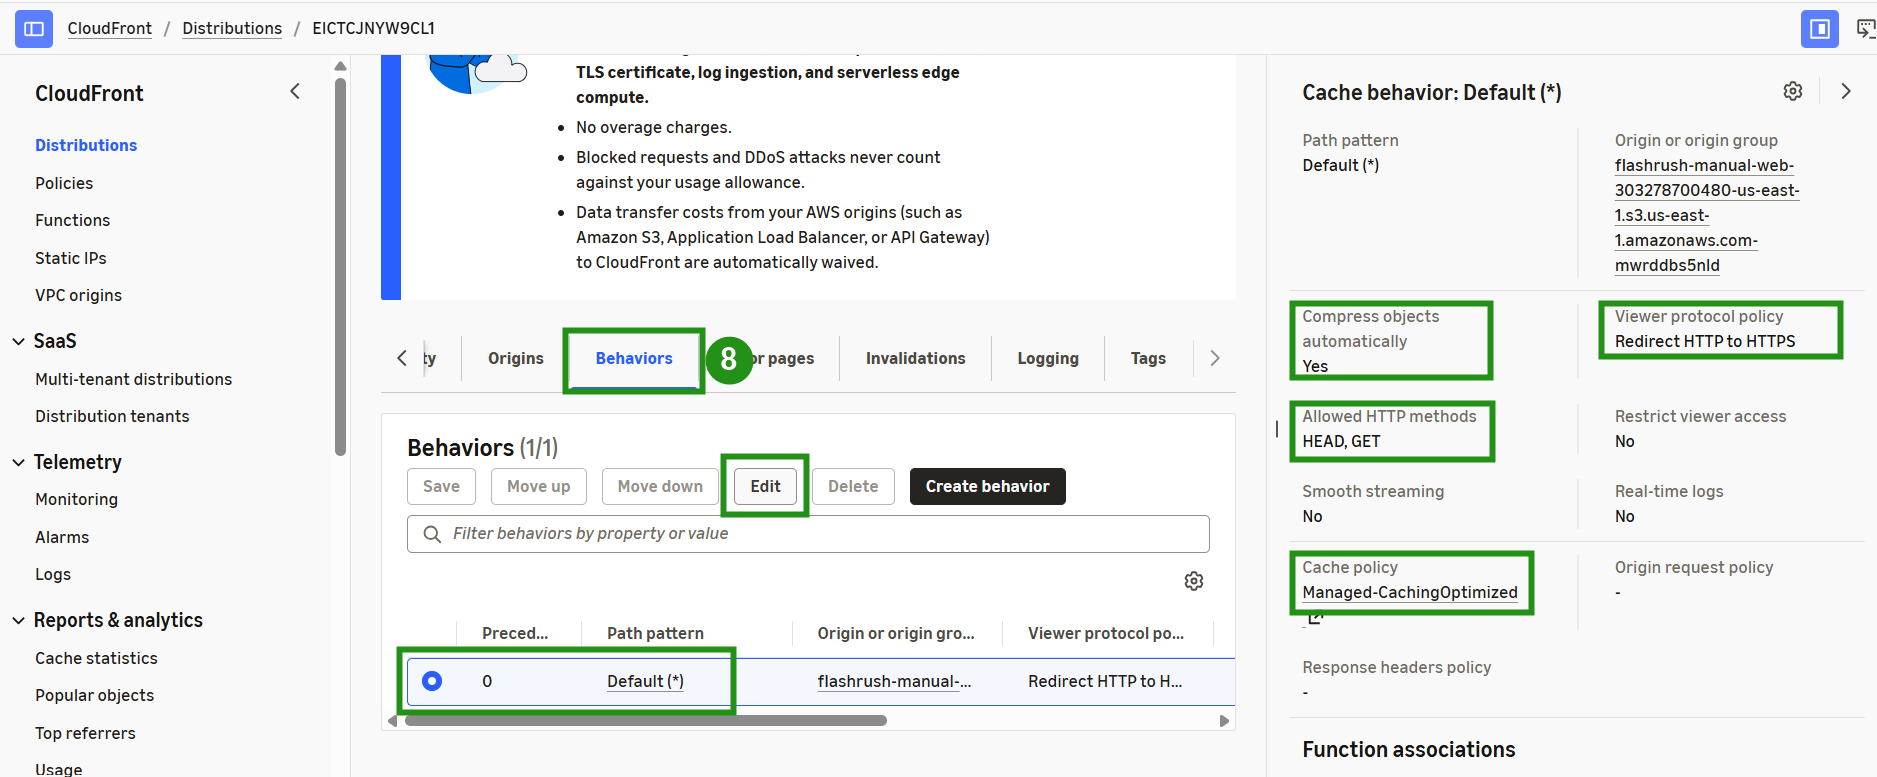 CloudFront / Distributions / EICTCJNYW9CL1
CloudFront
Distributions
Policies
Functions
Static IPs
VPC origins
SaaS
Multi-tenant distributions
Distribution tenants
Telemetry
Monitoring
Alarms
Logs
Reports & analytics
Cache statistics
Popular objects
Top referrers
Usage
TLS certificate, log ingestion, and serverless edge
compute.
• No overage charges.
• Blocked requests and DDoS attacks never count
against your usage allowance.
• Data transfer costs from your AWS origins (such as
Amazon S3, Application Load Balancer, or API Gateway)
to CloudFront are automatically waived.
ty Origins Behaviors 8 or pages Invalidations Logging Tags
Behaviors (1/1)
Save Move up Move down Edit Delete Create behavior
Filter behaviors by property or value
Preced... Path pattern Origin or origin gro... Viewer protocol po...
0 Default (*) flashrush-manual-... Redirect HTTP to H...
Cache behavior: Default (*)
Path pattern
Default (*)
Origin or origin group
flashrush-manual-web-
303278700480-us-east-
1.s3.us-east-
1.amazonaws.com-
mwrddbs5nld
Compress objects
automatically
Yes
Viewer protocol policy
Redirect HTTP to HTTPS
Allowed HTTP methods
HEAD, GET
Restrict viewer access
No
Smooth streaming
No
Real-time logs
No
Cache policy
Managed-CachingOptimized
Origin request policy
-
Response headers policy
-
Function associations